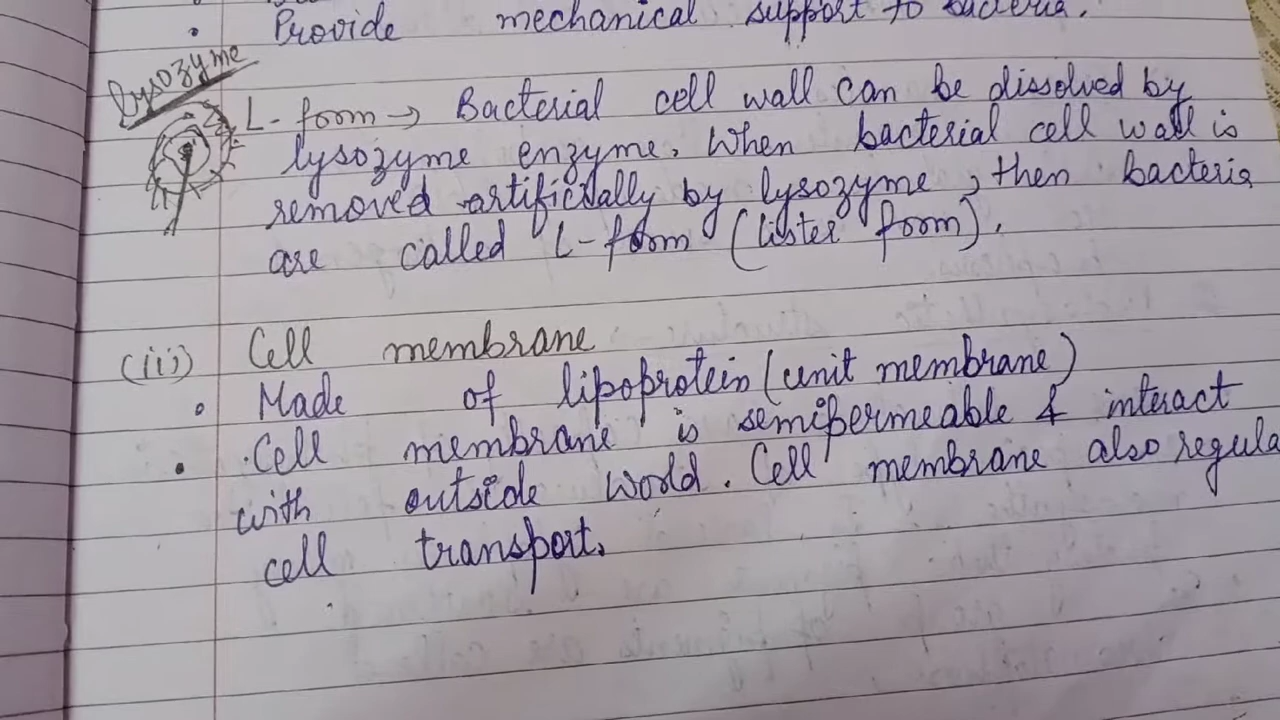 • Provide mechanical support to bacteria.
Lysozyme
L-form → Bacterial cell wall can be dissolved by
lysozyme enzyme. When bacterial cell wall is
removed artificially by lysozyme, then bacteria
are called L-form (lister form).
(ii) Cell membrane
• Made of lipoprotein (unit membrane)
• Cell membrane is semipermeable & interact
with outside world. Cell membrane also regula
cell transport.